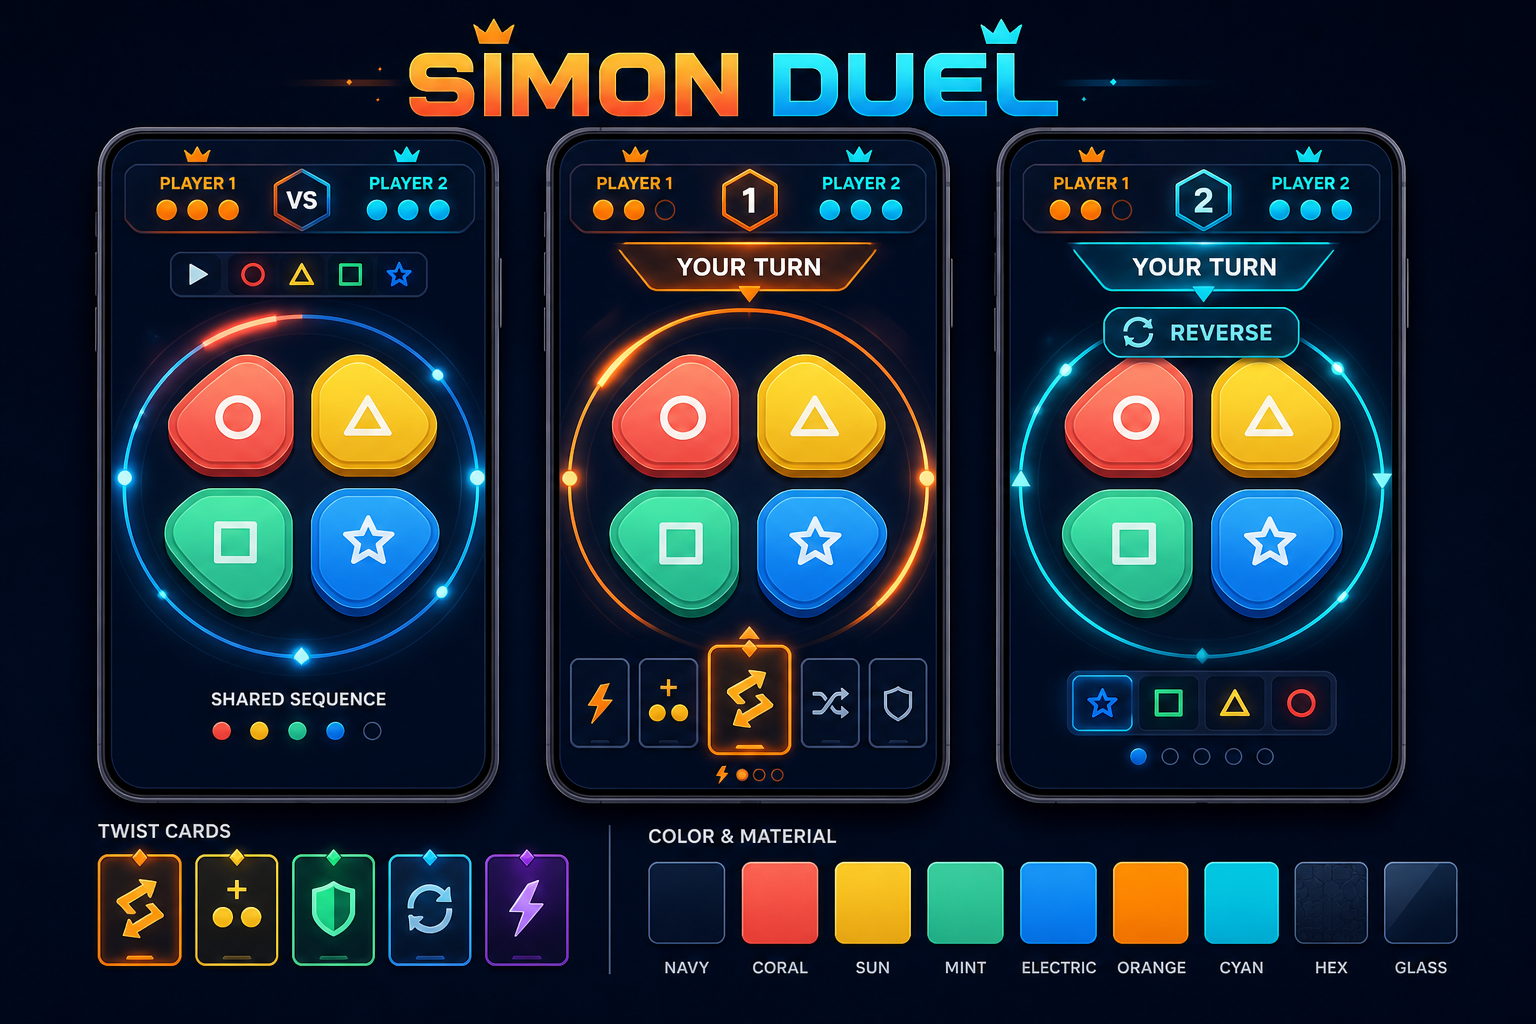 SIMON DUEL
PLAYER 1
VS
PLAYER 2
SHARED SEQUENCE
PLAYER 1
1
PLAYER 2
YOUR TURN
PLAYER 1
2
PLAYER 2
YOUR TURN
REVERSE
TWIST CARDS
COLOR & MATERIAL
NAVY
CORAL
SUN
MINT
ELECTRIC
ORANGE
CYAN
HEX
GLASS